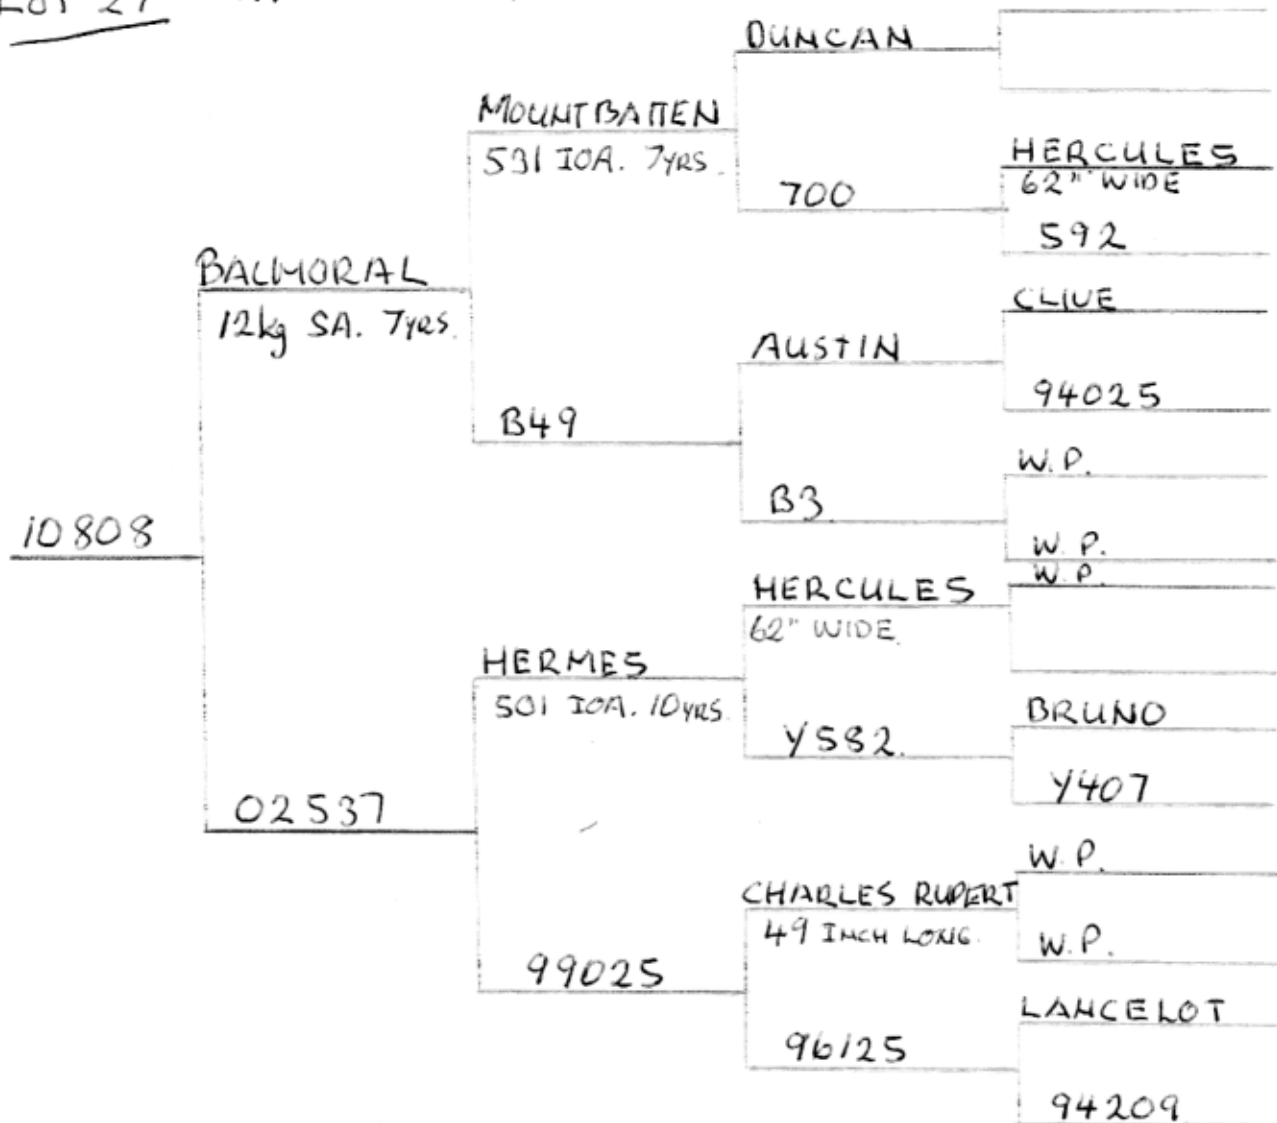 LOT 27
DUNCAN
MOUNTBATTEN
531 IOA. 7YRS.
HERCULES
62" WIDE
700
592
BALMORAL
12kg SA. 7YRS.
CLIVE
AUSTIN
94025
B49
W.P.
B3
10808
W.P.
W.P.
HERCULES
62" WIDE
HERMES
501 IOA. 10YRS.
BRUNO
Y582.
Y407
02537
W.P.
CHARLES RUPERT
49 INCH LONG.
W.P.
99025
LANCELOT
96125
94209